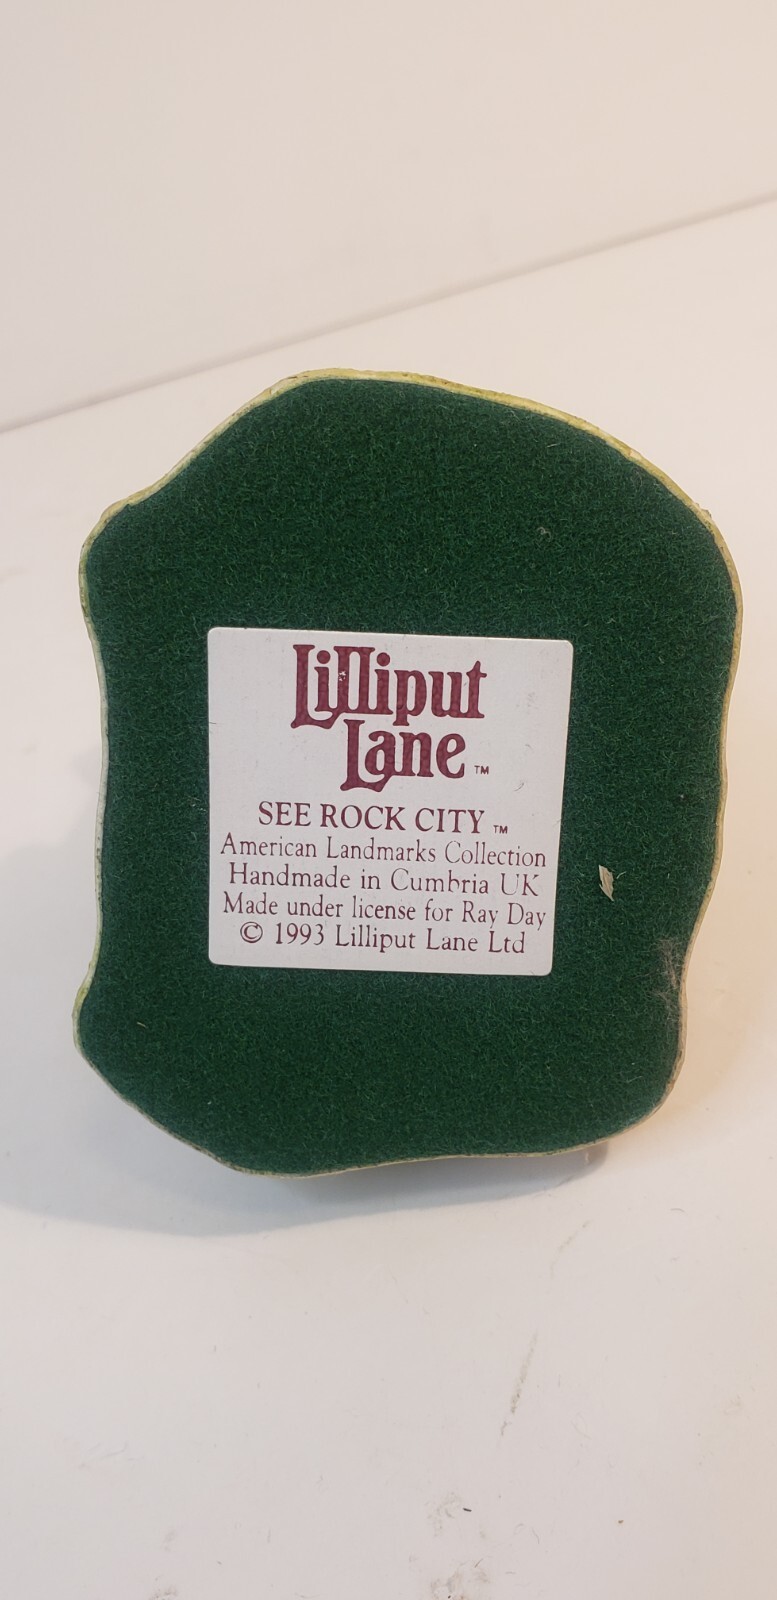 Lilliput
Lane™
SEE ROCK CITY™
American Landmarks Collection
Handmade in Cumbria UK
Made under license for Ray Day
© 1993 Lilliput Lane Ltd